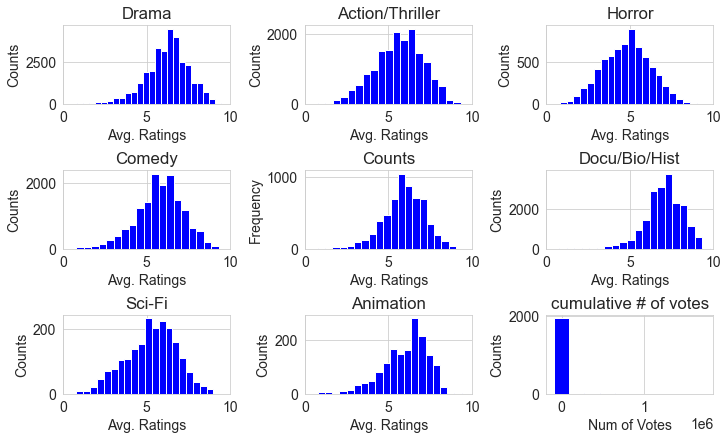 Drama
Action/Thriller
Horror
Counts
2500
0
0
5
10
Avg. Ratings
Counts
2000
0
0
5
10
Avg. Ratings
Counts
500
0
0
5
10
Avg. Ratings
Comedy
Counts
Docu/Bio/Hist
Counts
2000
0
0
5
10
Avg. Ratings
Frequency
1000
0
0
5
10
Avg. Ratings
Counts
2000
0
0
5
10
Avg. Ratings
Sci-Fi
Animation
cumulative # of votes
Counts
200
0
0
5
10
Avg. Ratings
Counts
200
0
0
5
10
Avg. Ratings
Counts
2000
1000
0
0
1
1e6
Num of Votes